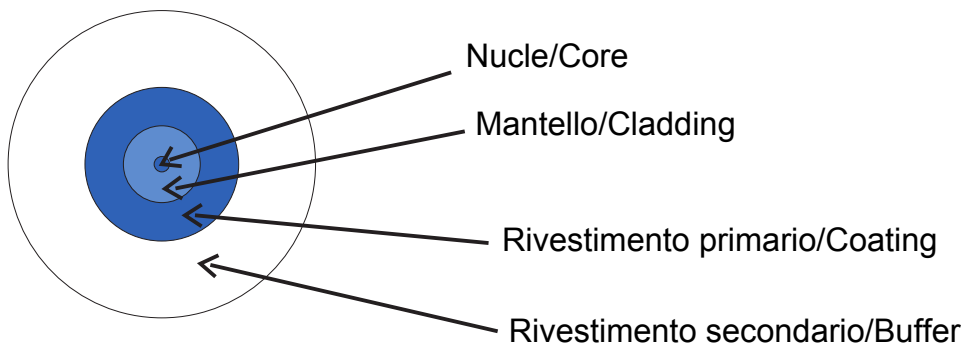 Nucle/Core
Mantello/Cladding
Rivestimento primario/Coating
Rivestimento secondario/Buffer